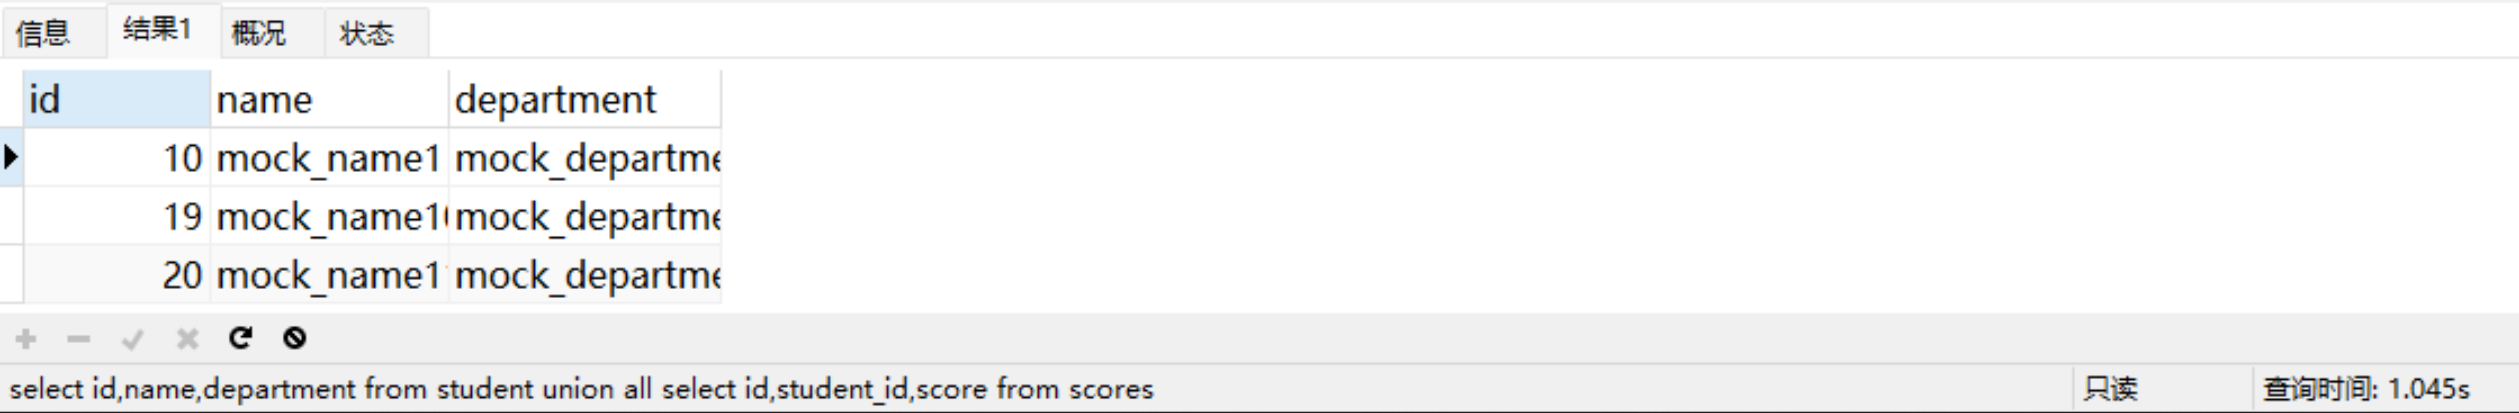 信息 结果1 概况 状态
id name department
10 mock_name1 mock_departme
19 mock_name1 mock_departme
20 mock_name1 mock_departme
select id,name,department from student union all select id,student_id,score from scores 只读 查询时间: 1.045s